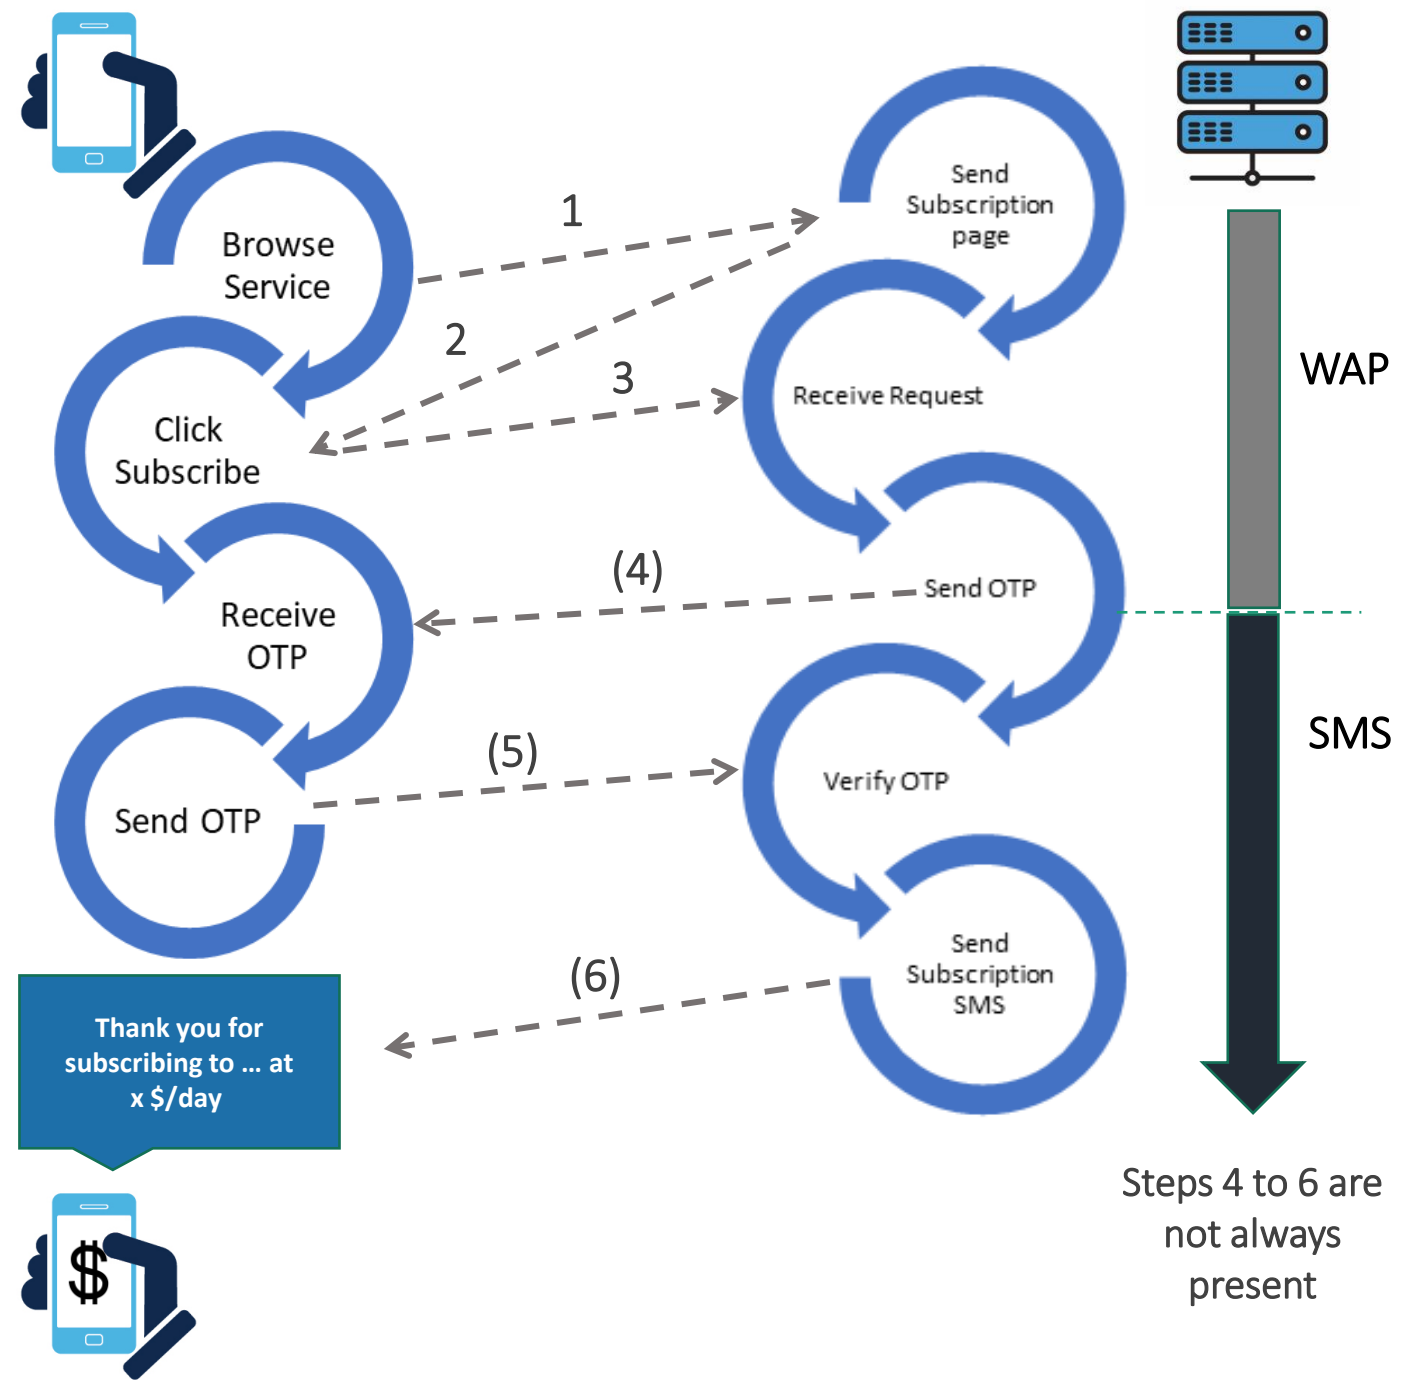 Browse
Service
1
Send
Subscription
page
2
3
Click
Subscribe
Receive Request
WAP
(4)
Receive
OTP
Send OTP
(5)
Send OTP
Verify OTP
SMS
(6)
Send
Subscription
SMS
Thank you for
subscribing to ... at
x $/day
$
Steps 4 to 6 are
not always
present